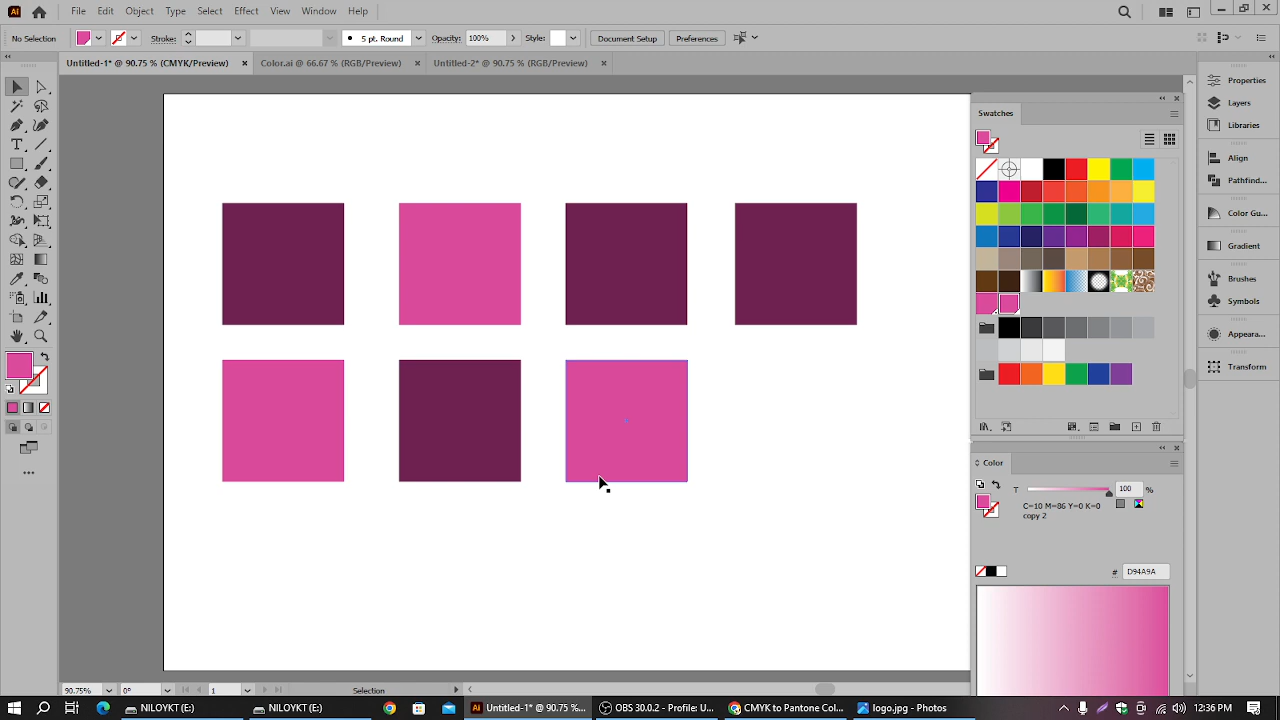 Ai File Edit Object Type Select Effect View Window Help
No Selection Stroke: 5 pt. Round Opacity: 100% Style: Document Setup Preferences
Untitled-1* @ 90.75 % (CMYK/Preview) × Color.ai @ 66.67 % (RGB/Preview) × Untitled-2* @ 90.75 % (RGB/Preview) ×
Properties
Layers
Libraries
Align
Pathfind...
Color Gu...
Gradient
Brushes
Symbols
Appeara...
Transform
Swatches
Color
T 100 %
C=10 M=86 Y=0 K=0
copy 2
# D94A9A
90.75% 0° 1 Selection
NILOYKT (E:) NILOYKT (E:) Ai Untitled-1* @ 90.75 %... OBS 30.0.2 - Profile: U... CMYK to Pantone Col... logo.jpg - Photos 12:36 PM